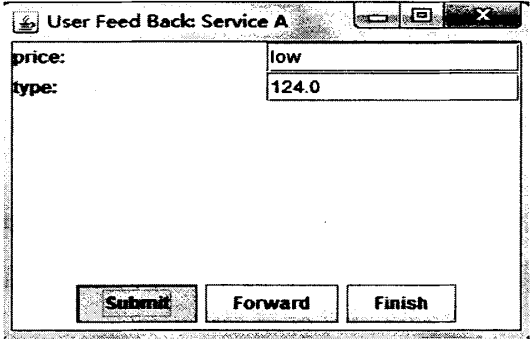 User Feed Back: Service A
price: low
type: 124.0
Submit Forward Finish